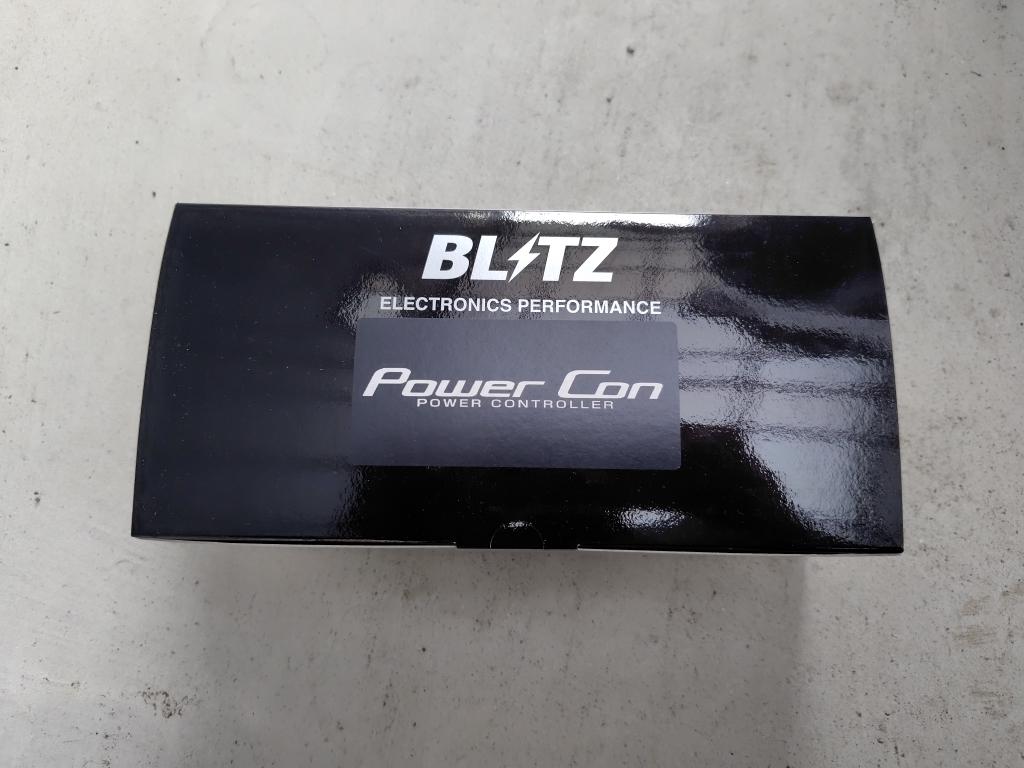 BLITZ
ELECTRONICS PERFORMANCE
Power Con
POWER CONTROLLER